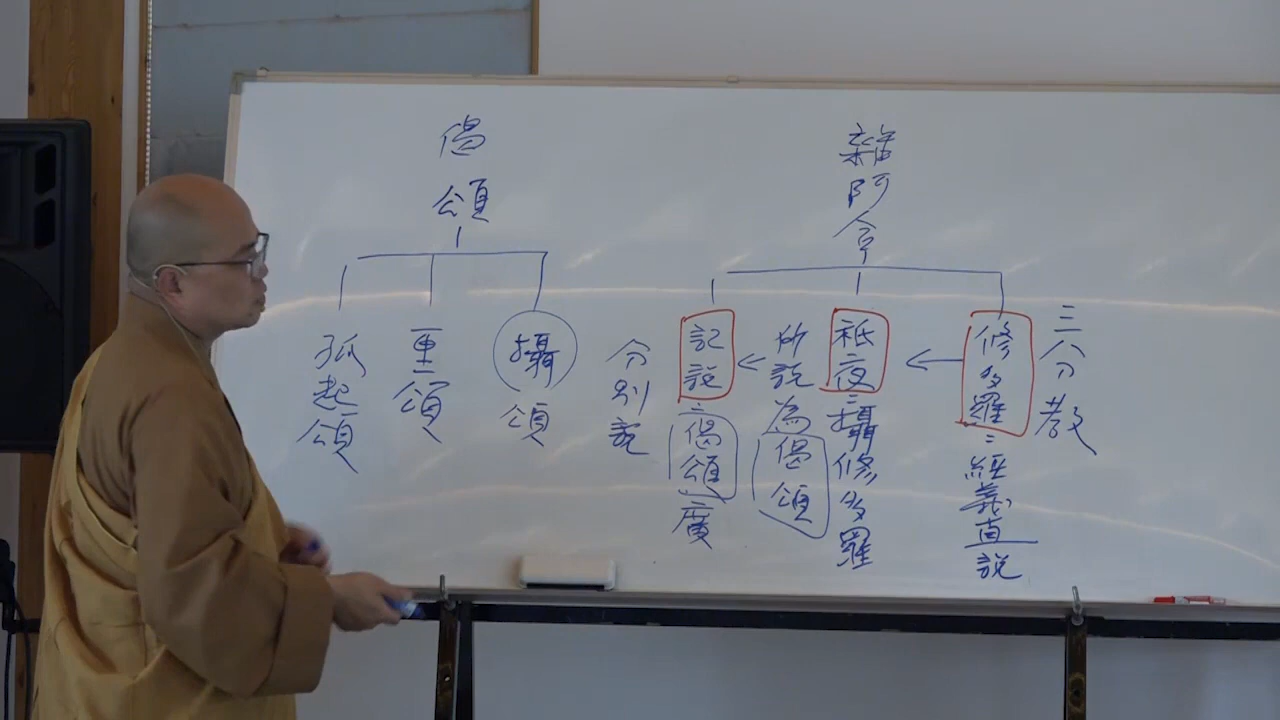 雜阿含
三分教
修多羅:經義直說
祇夜:攝修多羅
所說為偈頌
記說:偈頌廣
分別說
偈頌
攝頌
重頌
孤起頌